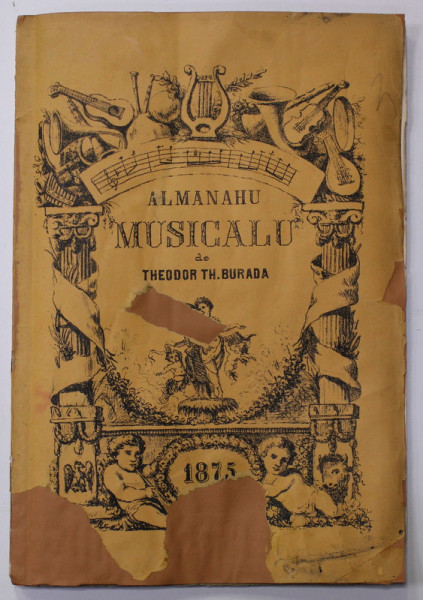 ALMANAHU
MUSICALU
de
THEODOR TH. BURADA
1875